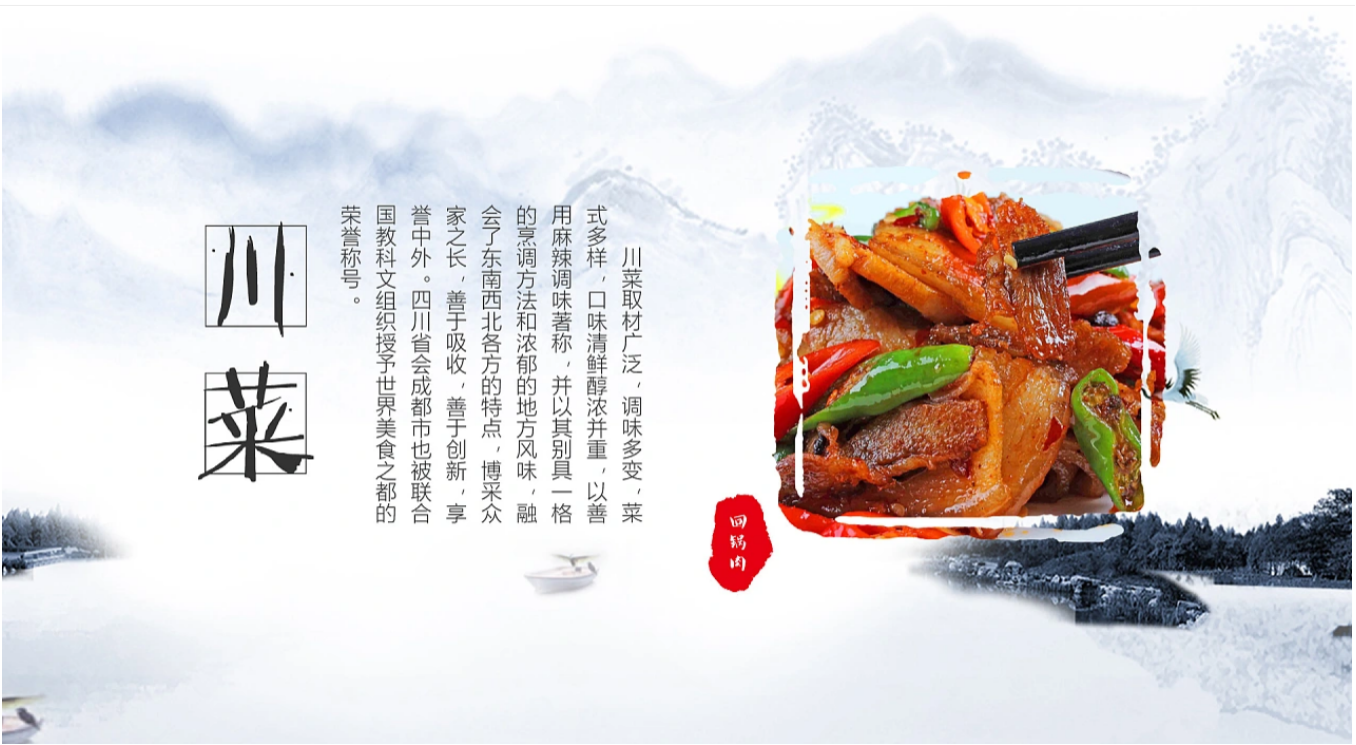 川菜
川菜取材广泛，调味多变，菜
式多样，口味清鲜醇浓并重，以善
用麻辣调味著称，并以其别具一格
的烹调方法和浓郁的地方风味，融
会了东南西北各方的特点，博采众
家之长，善于吸收，善于创新，享
誉中外。四川省会成都市也被联合
国教科文组织授予世界美食之都的
荣誉称号。
回锅肉